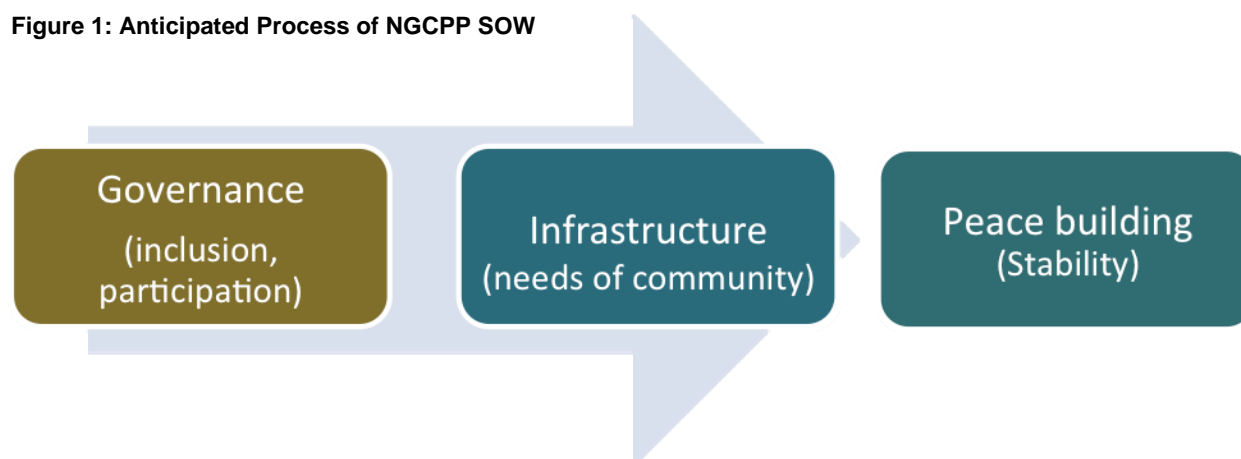 Figure 1: Anticipated Process of NGCPP SOW
Governance
(inclusion,
participation)
Infrastructure
(needs of community)
Peace building
(Stability)